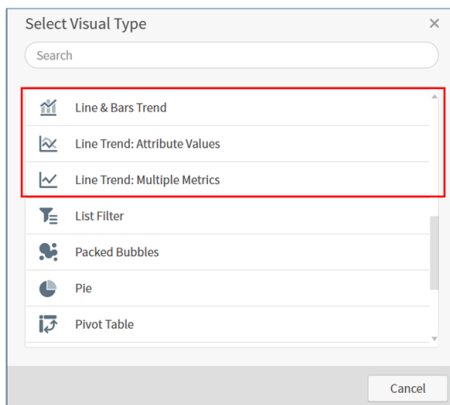 Select Visual Type
Search
Line & Bars Trend
Line Trend: Attribute Values
Line Trend: Multiple Metrics
List Filter
Packed Bubbles
Pie
Pivot Table
Cancel